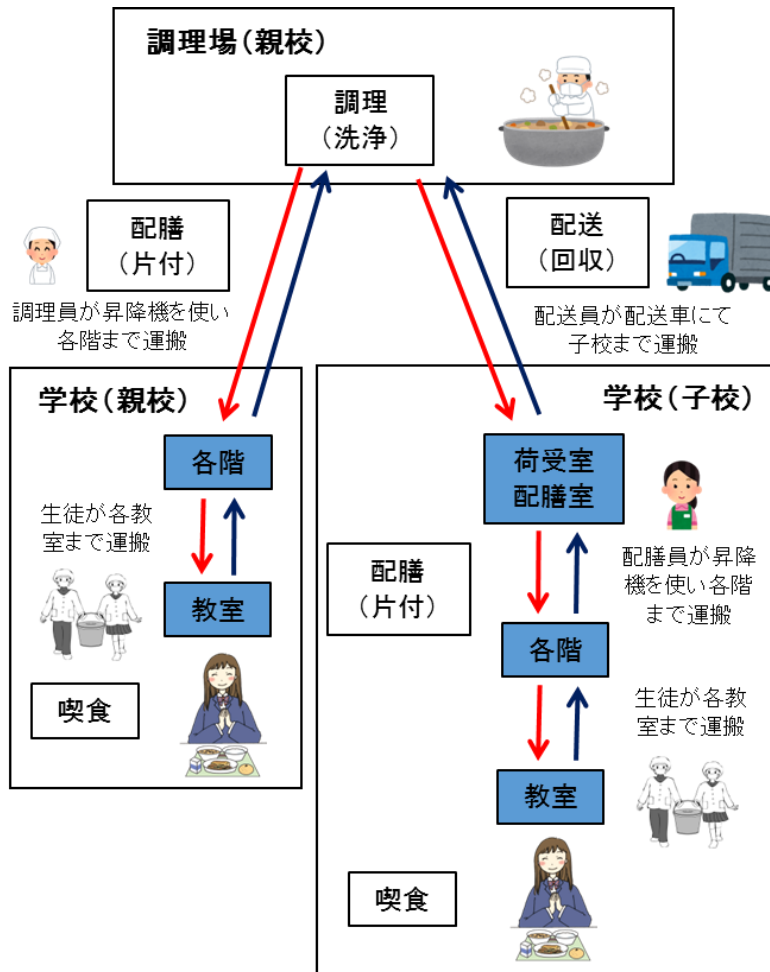 調理場（親校）
調理
（洗浄）
配膳
（片付）
調理員が昇降機を使い
各階まで運搬
配送
（回収）
配送員が配送車にて
子校まで運搬
学校（親校）
各階
生徒が各教
室まで運搬
教室
喫食
学校（子校）
荷受室
配膳室
配膳員が昇降
機を使い各階
まで運搬
配膳
（片付）
各階
生徒が各教
室まで運搬
教室
喫食